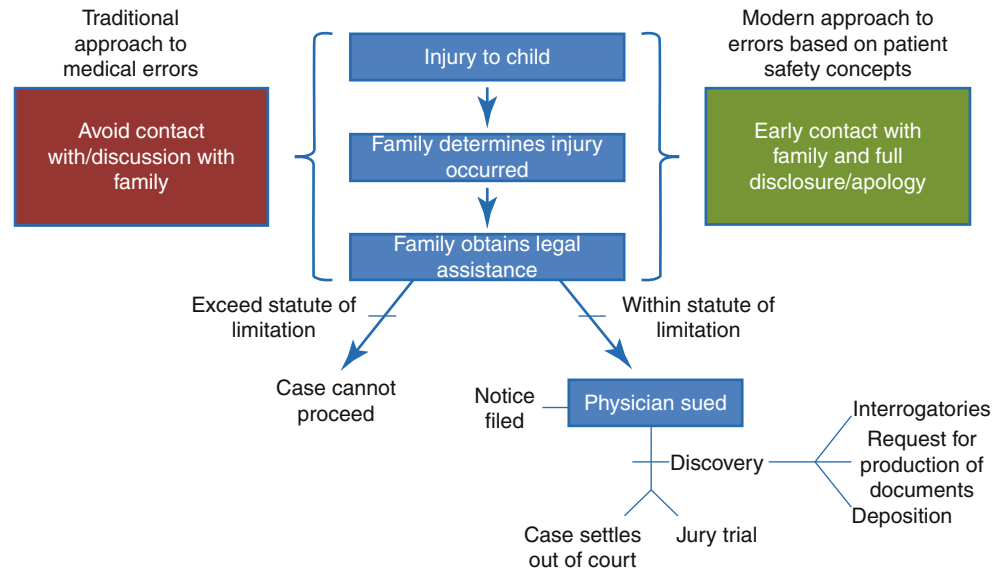 Traditional
approach to
medical errors
Avoid contact
with/discussion with
family
Injury to child
Family determines injury
occurred
Family obtains legal
assistance
Modern approach to
errors based on patient
safety concepts
Early contact with
family and full
disclosure/apology
Exceed statute of
limitation
Within statute of
limitation
Case cannot
proceed
Notice
filed
Physician sued
Discovery
Interrogatories
Request for
production of
documents
Deposition
Case settles
out of court
Jury trial